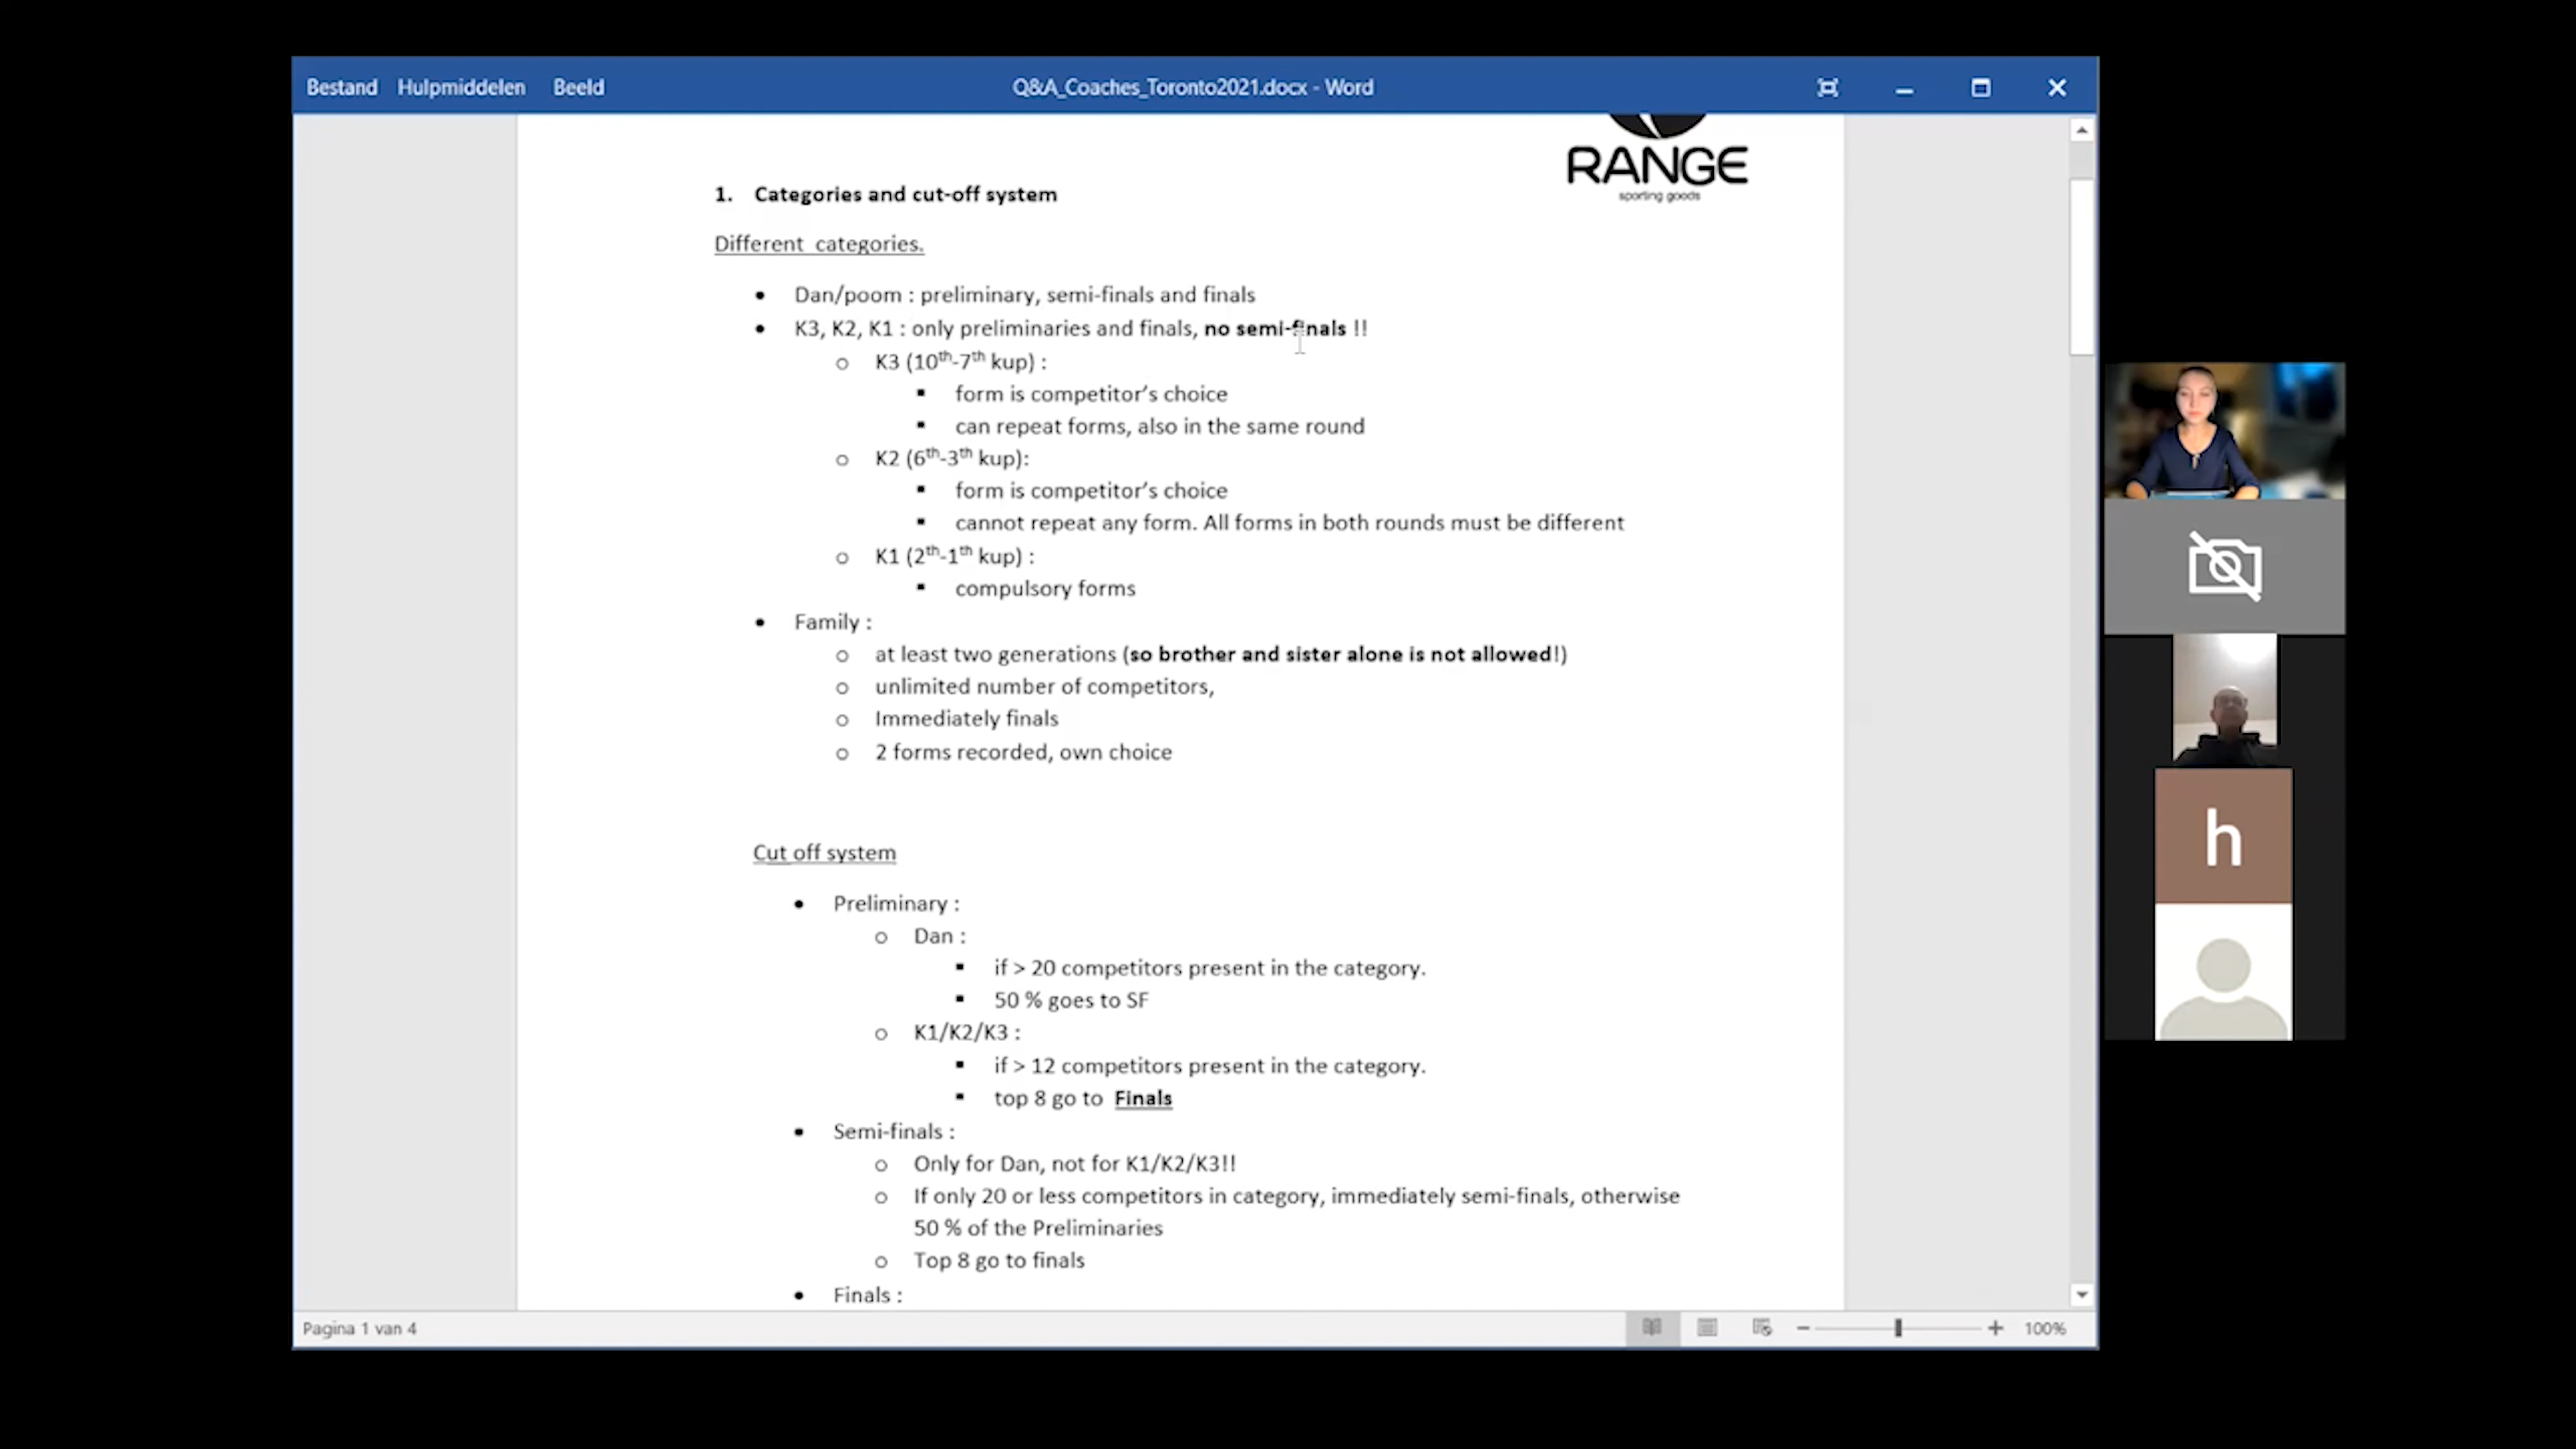 Bestand Hulpmiddelen Beeld Q&A_Coaches_Toronto2021.docx - Word
RANGE
sporting goods
1. Categories and cut-off system
Different categories.
• Dan/poom : preliminary, semi-finals and finals
• K3, K2, K1 : only preliminaries and finals, no semi-finals !!
o K3 (10th-7th kup) :
▪ form is competitor's choice
▪ can repeat forms, also in the same round
o K2 (6th-3th kup):
▪ form is competitor's choice
▪ cannot repeat any form. All forms in both rounds must be different
o K1 (2th-1th kup) :
▪ compulsory forms
• Family :
o at least two generations (so brother and sister alone is not allowed!)
o unlimited number of competitors,
o Immediately finals
o 2 forms recorded, own choice
Cut off system
• Preliminary :
o Dan :
▪ if > 20 competitors present in the category.
▪ 50 % goes to SF
o K1/K2/K3 :
▪ if > 12 competitors present in the category.
▪ top 8 go to Finals
• Semi-finals :
o Only for Dan, not for K1/K2/K3!!
o If only 20 or less competitors in category, immediately semi-finals, otherwise
50 % of the Preliminaries
o Top 8 go to finals
• Finals :
Pagina 1 van 4
100%
h